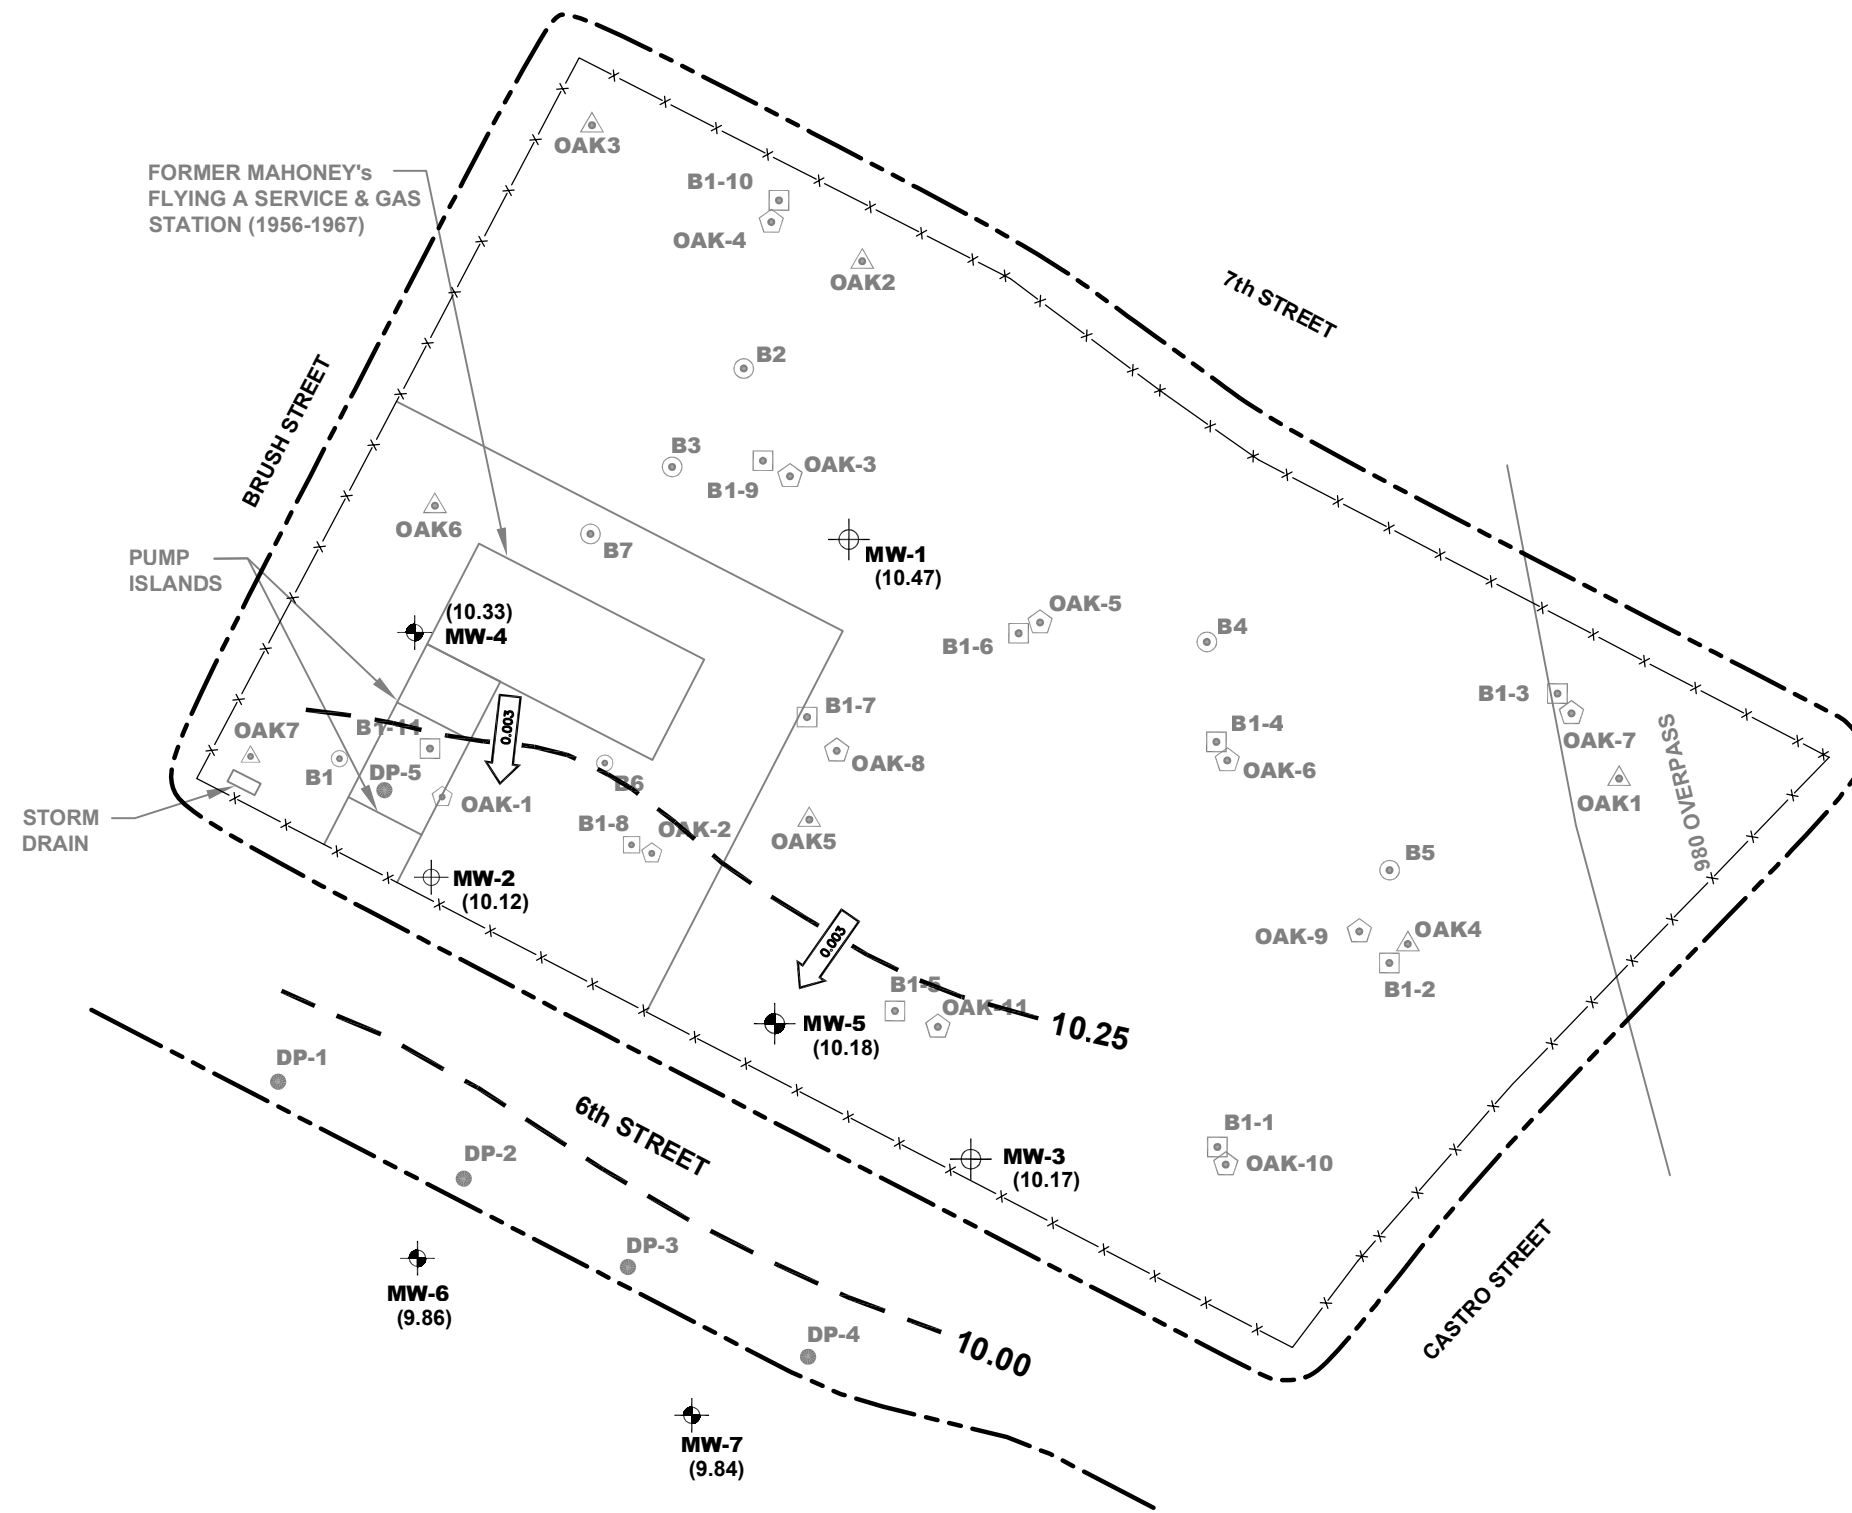 OAK3
FORMER MAHONEY's
FLYING A SERVICE & GAS
STATION (1956-1967)
B1-10
OAK-4
OAK2
7th STREET
B2
BRUSH STREET
B3
OAK-3
B1-9
OAK6
B7
PUMP
ISLANDS
MW-1
(10.47)
(10.33)
MW-4
OAK-5
B1-6
B4
B1-3
OAK-7
OAK1
980 OVERPASS
B1-7
OAK-8
B1-4
OAK-6
OAK7
B1-11
0.003
B1
DP-5
OAK-1
B6
STORM
DRAIN
B1-8
OAK-2
OAK5
MW-2
(10.12)
B5
OAK-9
OAK4
B1-2
0.003
B1-5
OAK-11
10.25
MW-5
(10.18)
DP-1
6th STREET
DP-2
MW-3
(10.17)
B1-1
OAK-10
DP-3
MW-6
(9.86)
DP-4
10.00
CASTRO STREET
MW-7
(9.84)